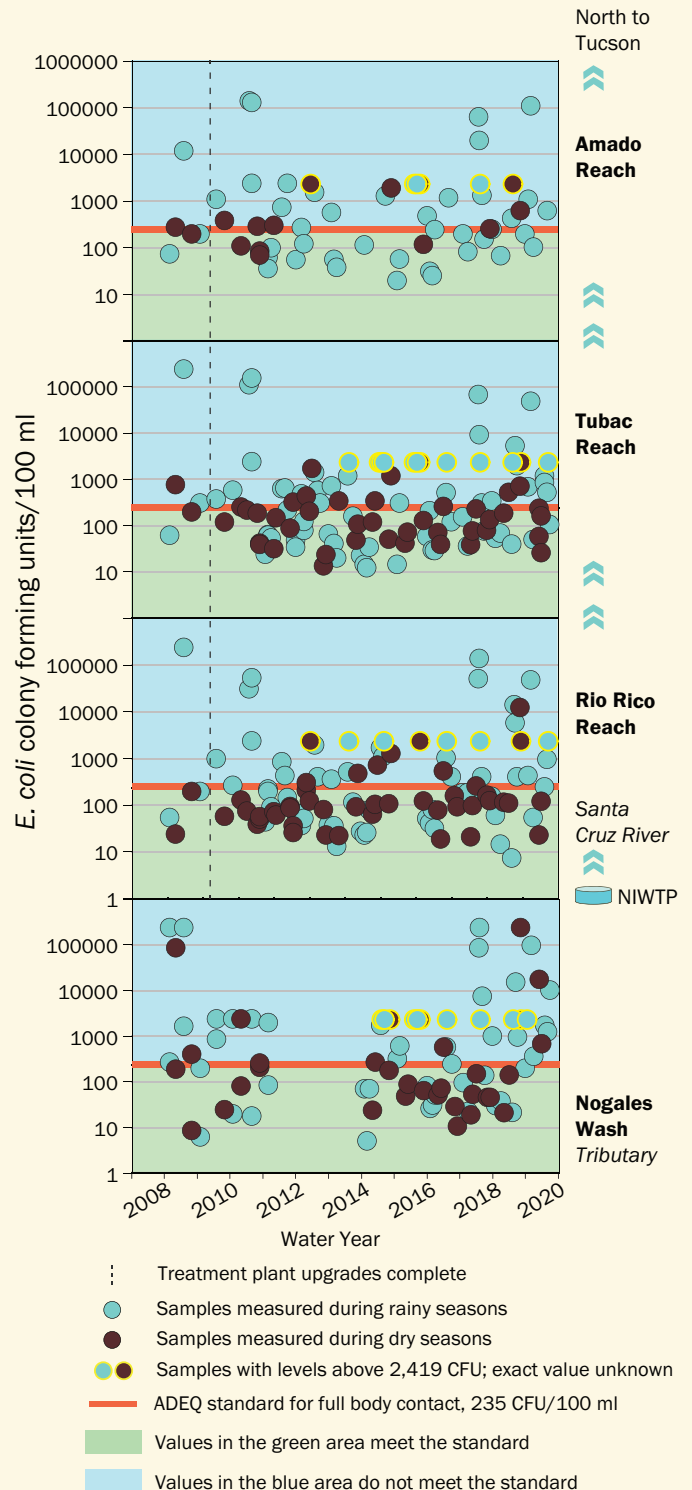 North to
Tucson
1000000
100000
10000
1000
100
10
Amado
Reach
100000
10000
1000
100
10
Tubac
Reach
E. coli colony forming units/100 ml
100000
10000
1000
100
10
1
Rio Rico
Reach
Santa
Cruz River
NIWTP
100000
10000
1000
100
10
1
Nogales
Wash
Tributary
2008
2010
2012
2014
2016
2018
2020
Water Year
Treatment plant upgrades complete
Samples measured during rainy seasons
Samples measured during dry seasons
Samples with levels above 2,419 CFU; exact value unknown
ADEQ standard for full body contact, 235 CFU/100 ml
Values in the green area meet the standard
Values in the blue area do not meet the standard